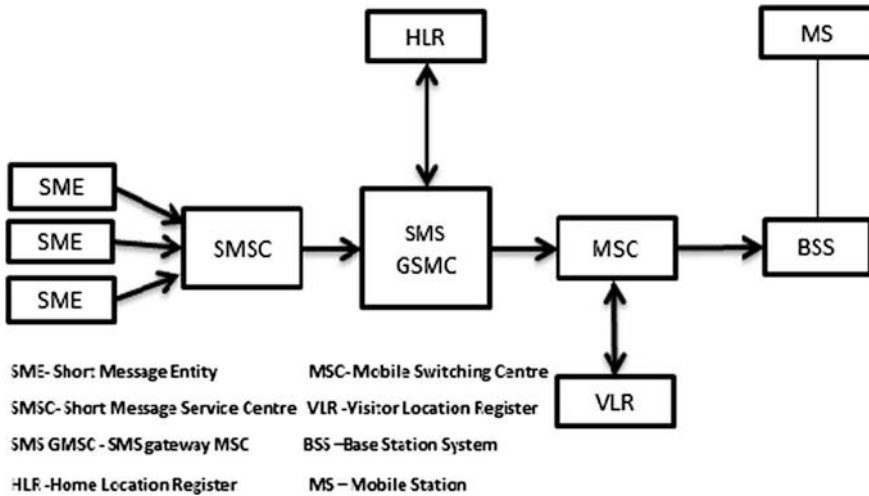 HLR
MS
SME
SME
SME
SMSC
SMS
GSMC
MSC
BSS
VLR
SME- Short Message Entity
MSC- Mobile Switching Centre
SMSC- Short Message Service Centre
VLR -Visitor Location Register
SMS GMSC - SMS gateway MSC
BSS –Base Station System
HLR -Home Location Register
MS – Mobile Station